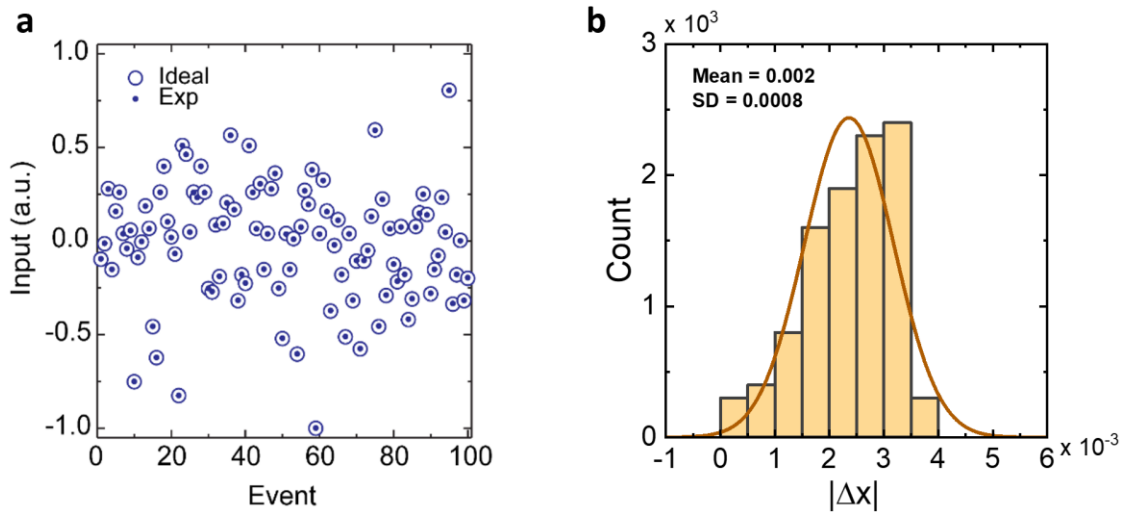 a
1.0
0.5
0.0
-0.5
-1.0
Input (a.u.)
Ideal
Exp
0 20 40 60 80 100
Event
b
x 10³
3
2
1
0
Count
Mean = 0.002
SD = 0.0008
-1 0 1 2 3 4 5 6 x 10⁻³
|Δx|